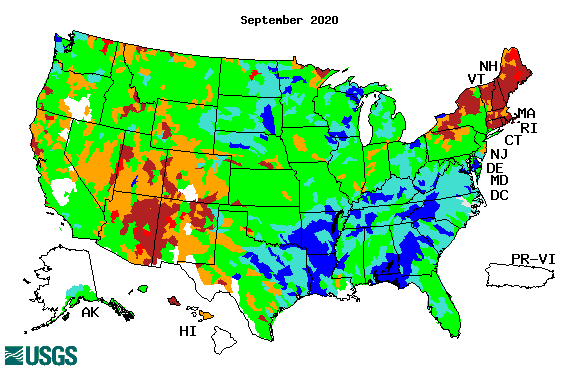 September 2020
NH
VT
MA
RI
CT
NJ
DE
MD
DC
PR-VI
AK
HI
USGS